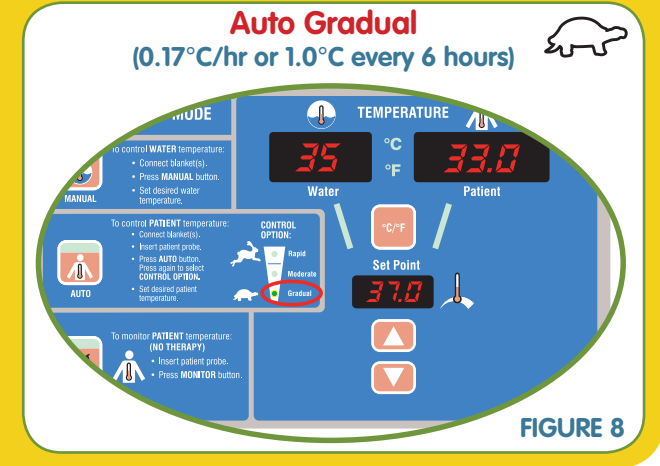 Auto Gradual
(0.17°C/hr or 1.0°C every 6 hours)
MODE
TEMPERATURE
To control WATER temperature:
• Connect blanket(s).
• Press MANUAL button.
• Set desired water
temperature.
MANUAL
35
°C
°F
33.0
Water
Patient
To control PATIENT temperature:
• Connect blanket(s).
• Insert patient probe.
• Press AUTO button.
Press again to select
CONTROL OPTION.
• Set desired patient
temperature.
AUTO
CONTROL
OPTION:
Rapid
Moderate
Gradual
°C/°F
Set Point
37.0
To monitor PATIENT temperature:
(NO THERAPY)
• Insert patient probe.
• Press MONITOR button.
FIGURE 8